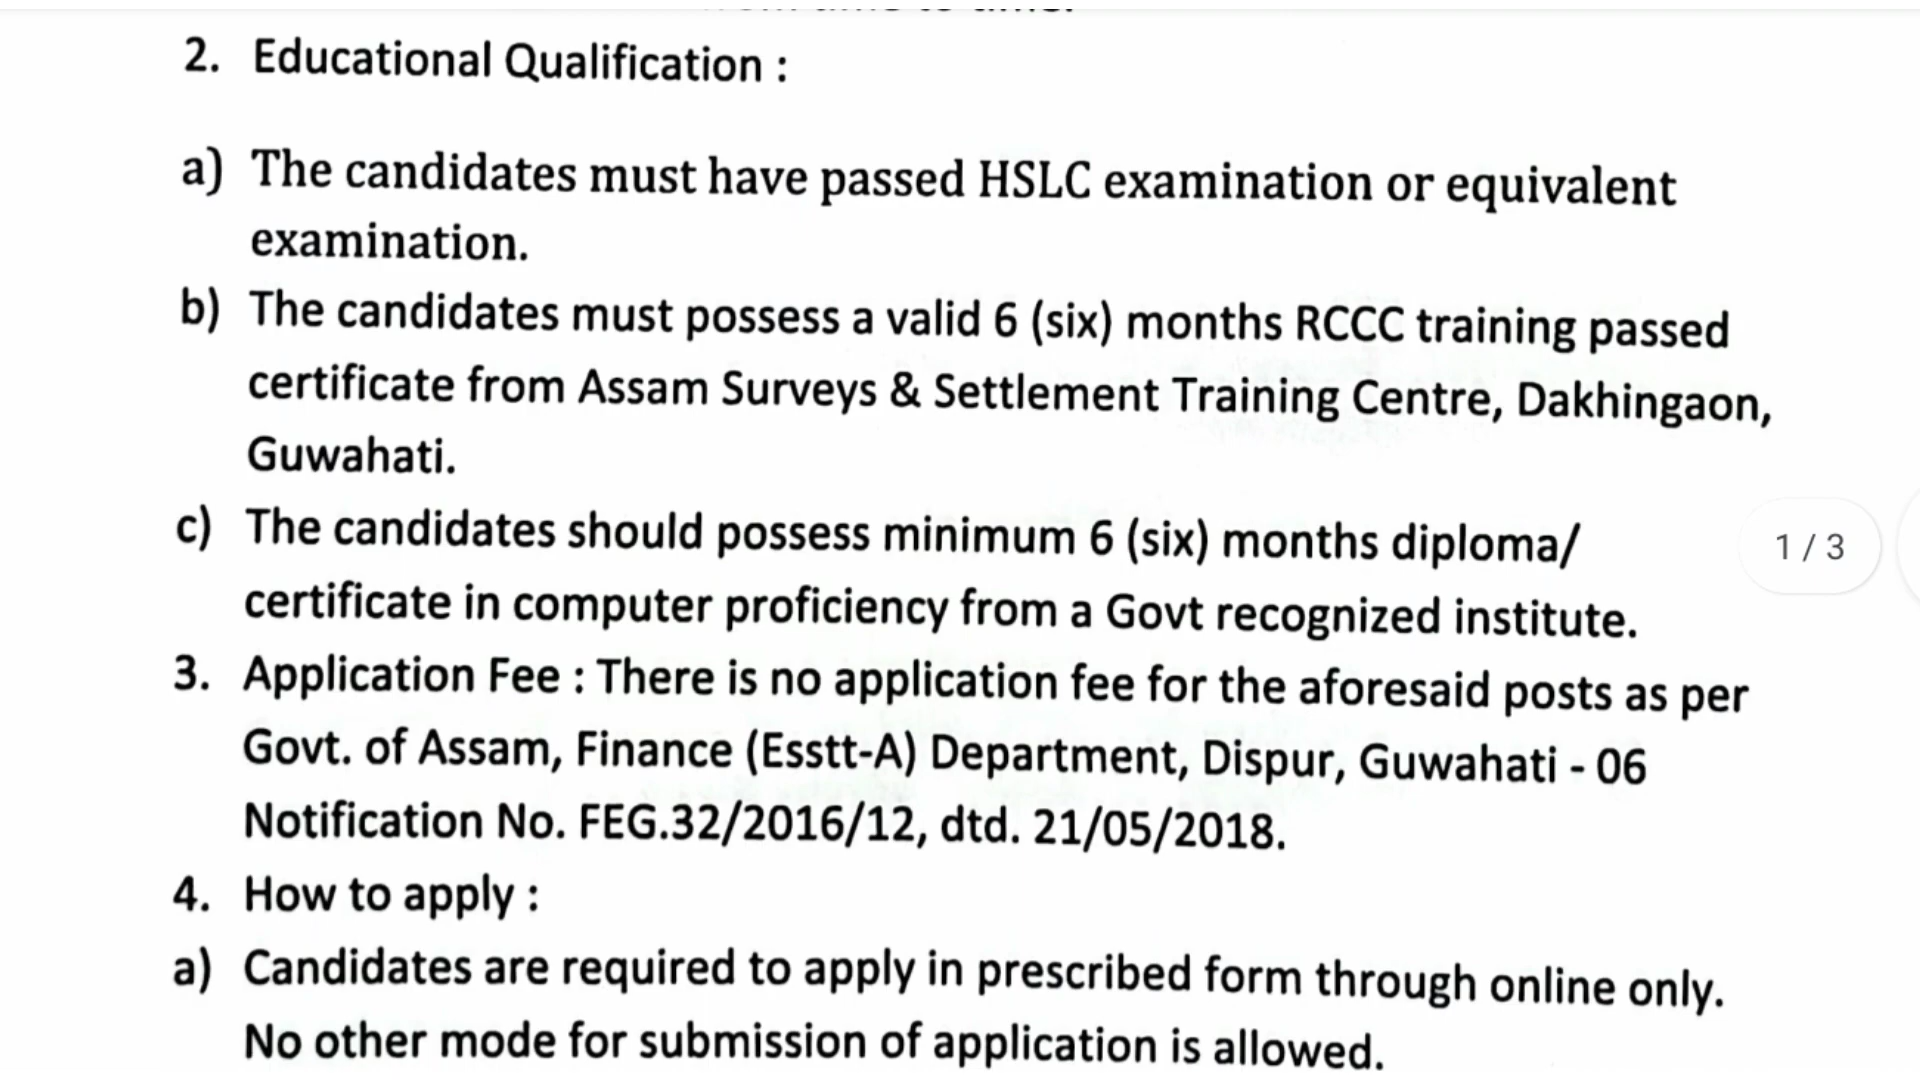 2. Educational Qualification :
a) The candidates must have passed HSLC examination or equivalent
examination.
b) The candidates must possess a valid 6 (six) months RCCC training passed
certificate from Assam Surveys & Settlement Training Centre, Dakhingaon,
Guwahati.
c) The candidates should possess minimum 6 (six) months diploma/
certificate in computer proficiency from a Govt recognized institute.
1 / 3
3. Application Fee : There is no application fee for the aforesaid posts as per
Govt. of Assam, Finance (Esstt-A) Department, Dispur, Guwahati - 06
Notification No. FEG.32/2016/12, dtd. 21/05/2018.
4. How to apply :
a) Candidates are required to apply in prescribed form through online only.
No other mode for submission of application is allowed.